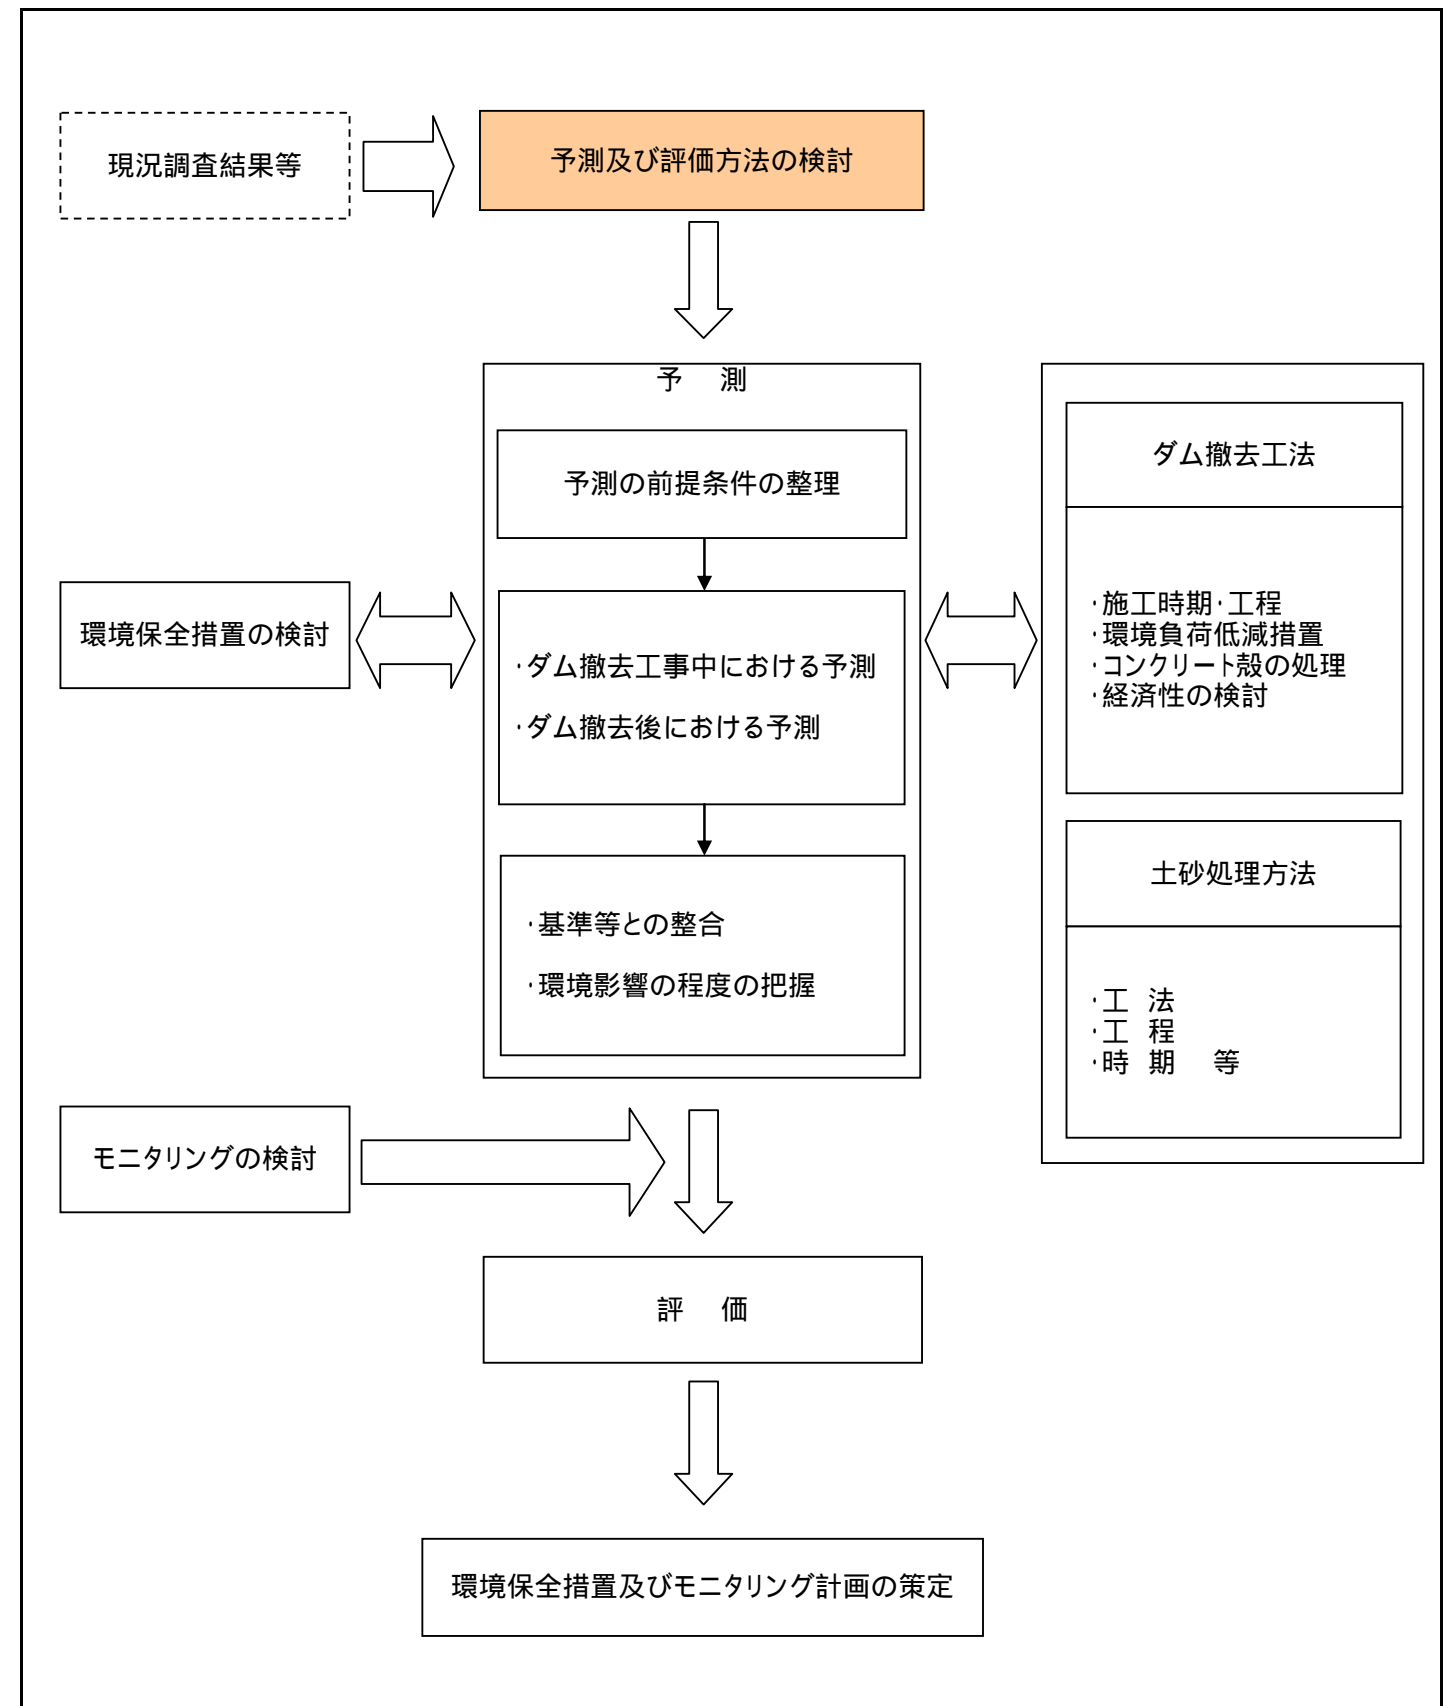 現況調査結果等
予測及び評価方法の検討
予 測
予測の前提条件の整理
・ダム撤去工事中における予測
・ダム撤去後における予測
・基準等との整合
・環境影響の程度の把握
環境保全措置の検討
ダム撤去工法
・施工時期・工程
・環境負荷低減措置
・コンクリート殻の処理
・経済性の検討
土砂処理方法
・工 法
・工 程
・時 期 等
モニタリングの検討
評 価
環境保全措置及びモニタリング計画の策定